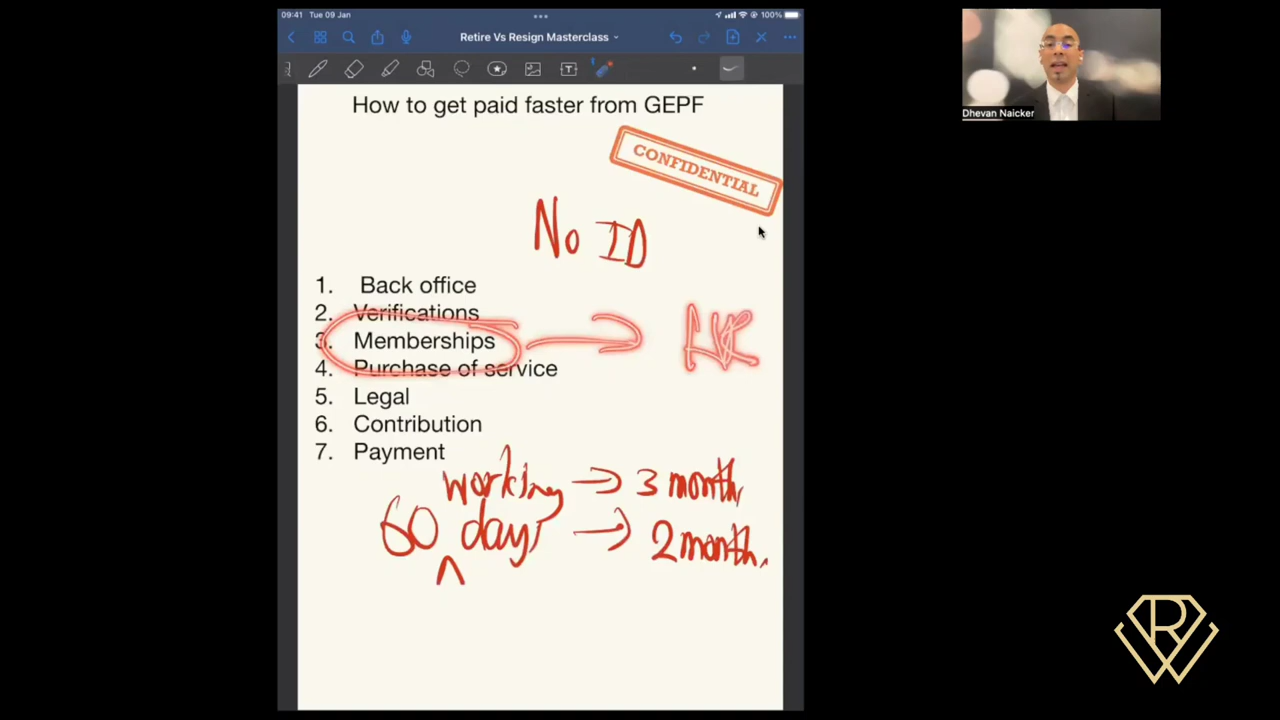 09:41 Tue 09 Jan
100%
Retire Vs Resign Masterclass
How to get paid faster from GEPF
CONFIDENTIAL
No ID
1. Back office
2. Verifications
3. Memberships
4. Purchase of service
5. Legal
6. Contribution
7. Payment
working → 3 month
60 days → 2 month
Dhevan Naicker